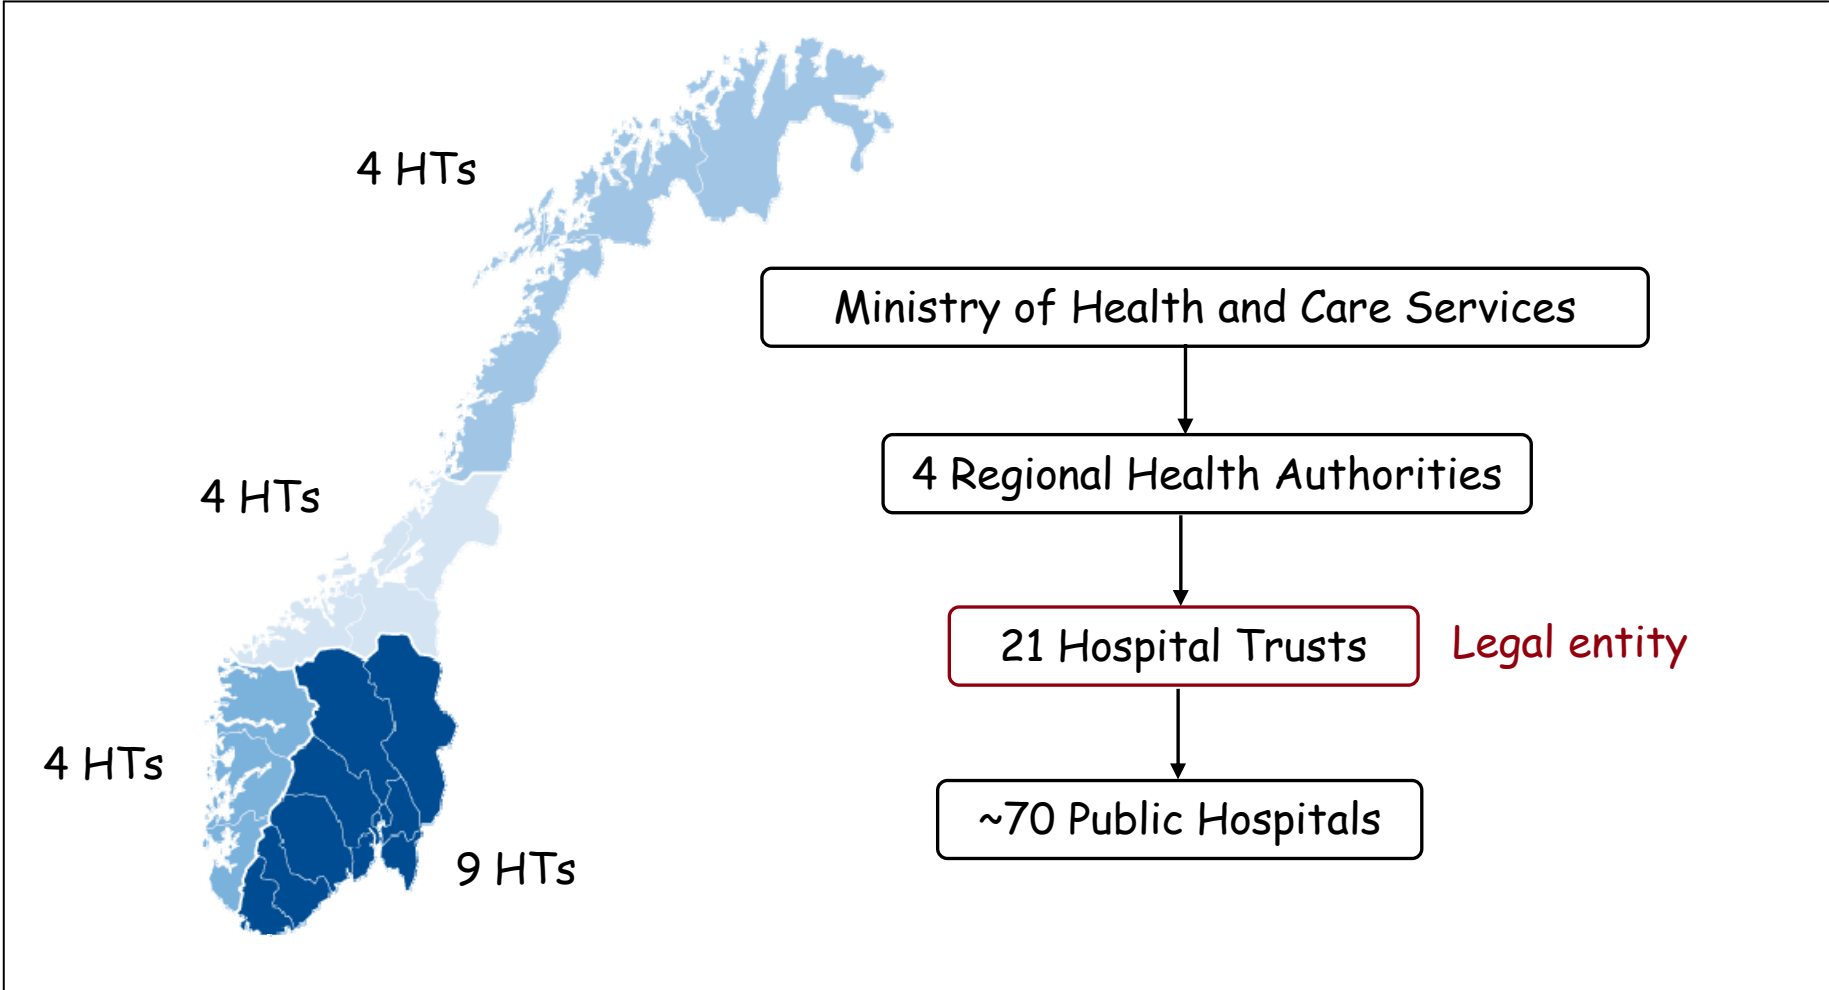 4 HTs
Ministry of Health and Care Services
4 Regional Health Authorities
4 HTs
21 Hospital Trusts
Legal entity
4 HTs
~70 Public Hospitals
9 HTs